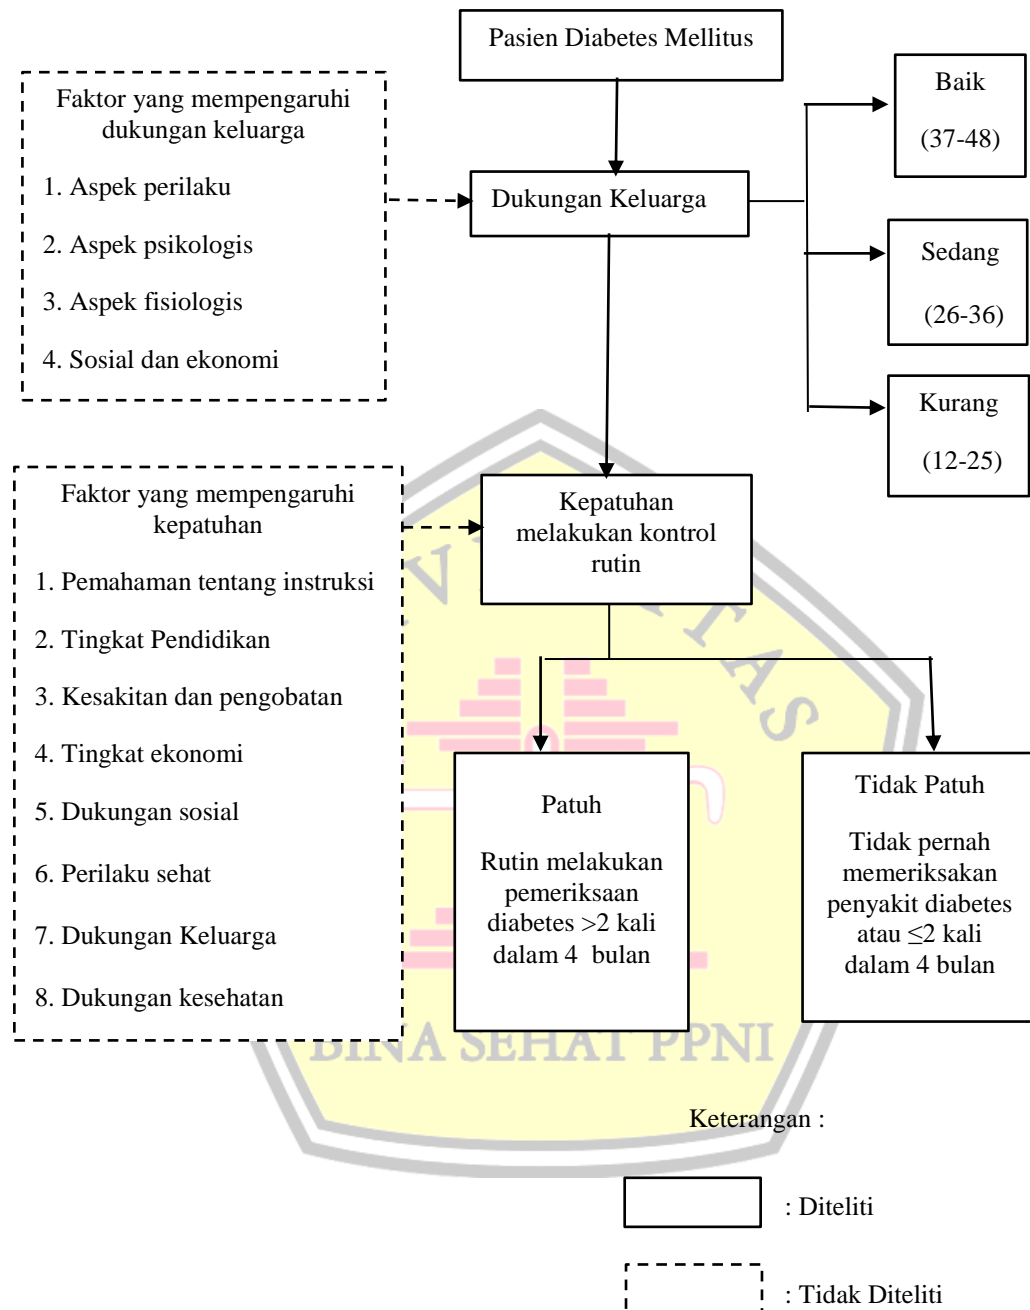 Pasien Diabetes Mellitus
Faktor yang mempengaruhi
dukungan keluarga
1. Aspek perilaku
2. Aspek psikologis
3. Aspek fisiologis
4. Sosial dan ekonomi
Dukungan Keluarga
Baik
(37-48)
Sedang
(26-36)
Kurang
(12-25)
Faktor yang mempengaruhi
kepatuhan
1. Pemahaman tentang instruksi
2. Tingkat Pendidikan
3. Kesakitan dan pengobatan
4. Tingkat ekonomi
5. Dukungan sosial
6. Perilaku sehat
7. Dukungan Keluarga
8. Dukungan kesehatan
Kepatuhan
melakukan kontrol
rutin
Patuh
Rutin melakukan
pemeriksaan
diabetes >2 kali
dalam 4 bulan
Tidak Patuh
Tidak pernah
memeriksakan
penyakit diabetes
atau ≤2 kali
dalam 4 bulan
BINA SEHAT PPNI
Keterangan :
: Diteliti
: Tidak Diteliti